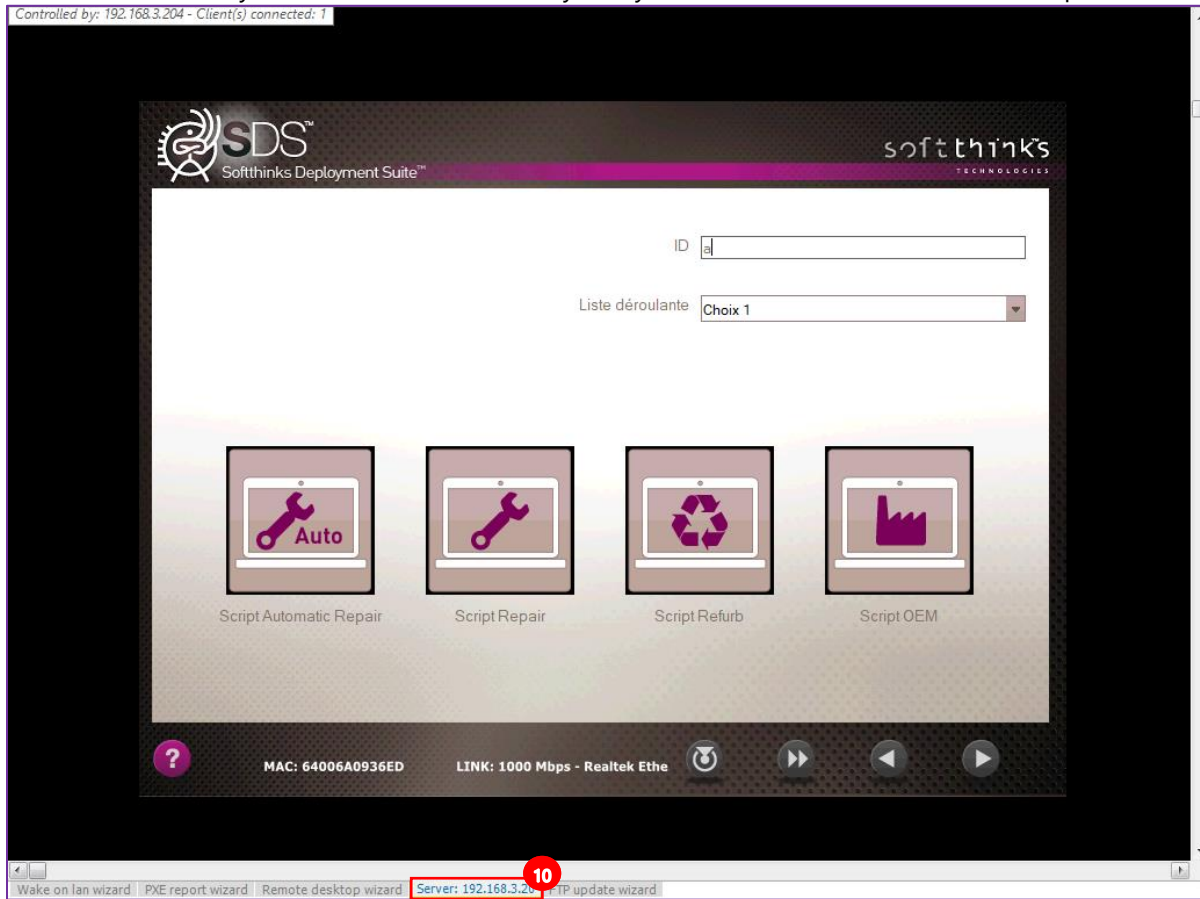 Controlled by: 192.168.3.204 - Client(s) connected: 1
SDS™
Softthinks Deployment Suite™
softthinks
TECHNOLOGIES
ID a
Liste déroulante Choix 1
Auto
Script Automatic Repair Script Repair Script Refurb Script OEM
? MAC: 64006A0936ED LINK: 1000 Mbps - Realtek Ethe
10
Wake on lan wizard PXE report wizard Remote desktop wizard Server: 192.168.3.20 FTP update wizard